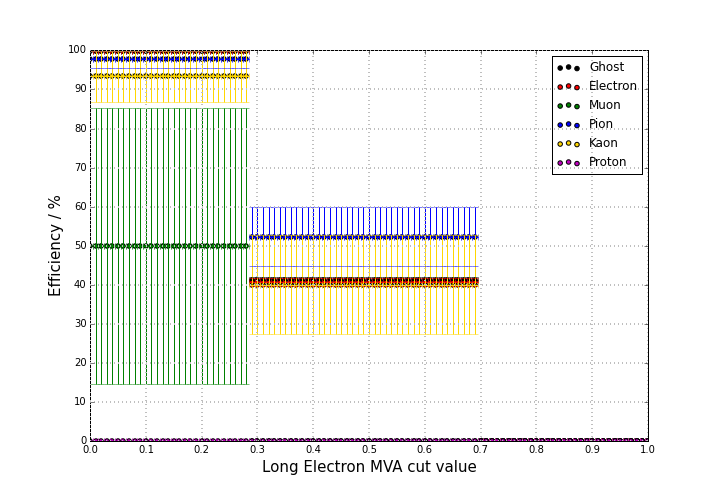 100
90
80
70
60
50
40
30
20
10
0
Efficiency / %
0.0 0.1 0.2 0.3 0.4 0.5 0.6 0.7 0.8 0.9 1.0
Long Electron MVA cut value
Ghost
Electron
Muon
Pion
Kaon
Proton